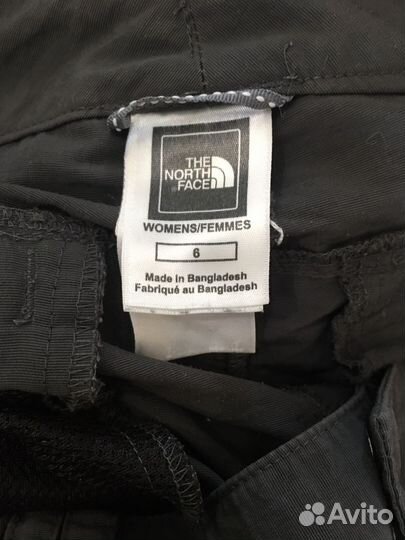 THE
NORTH
FACE
WOMENS/FEMMES
6
Made in Bangladesh
Fabriqué au Bangladesh
Avito